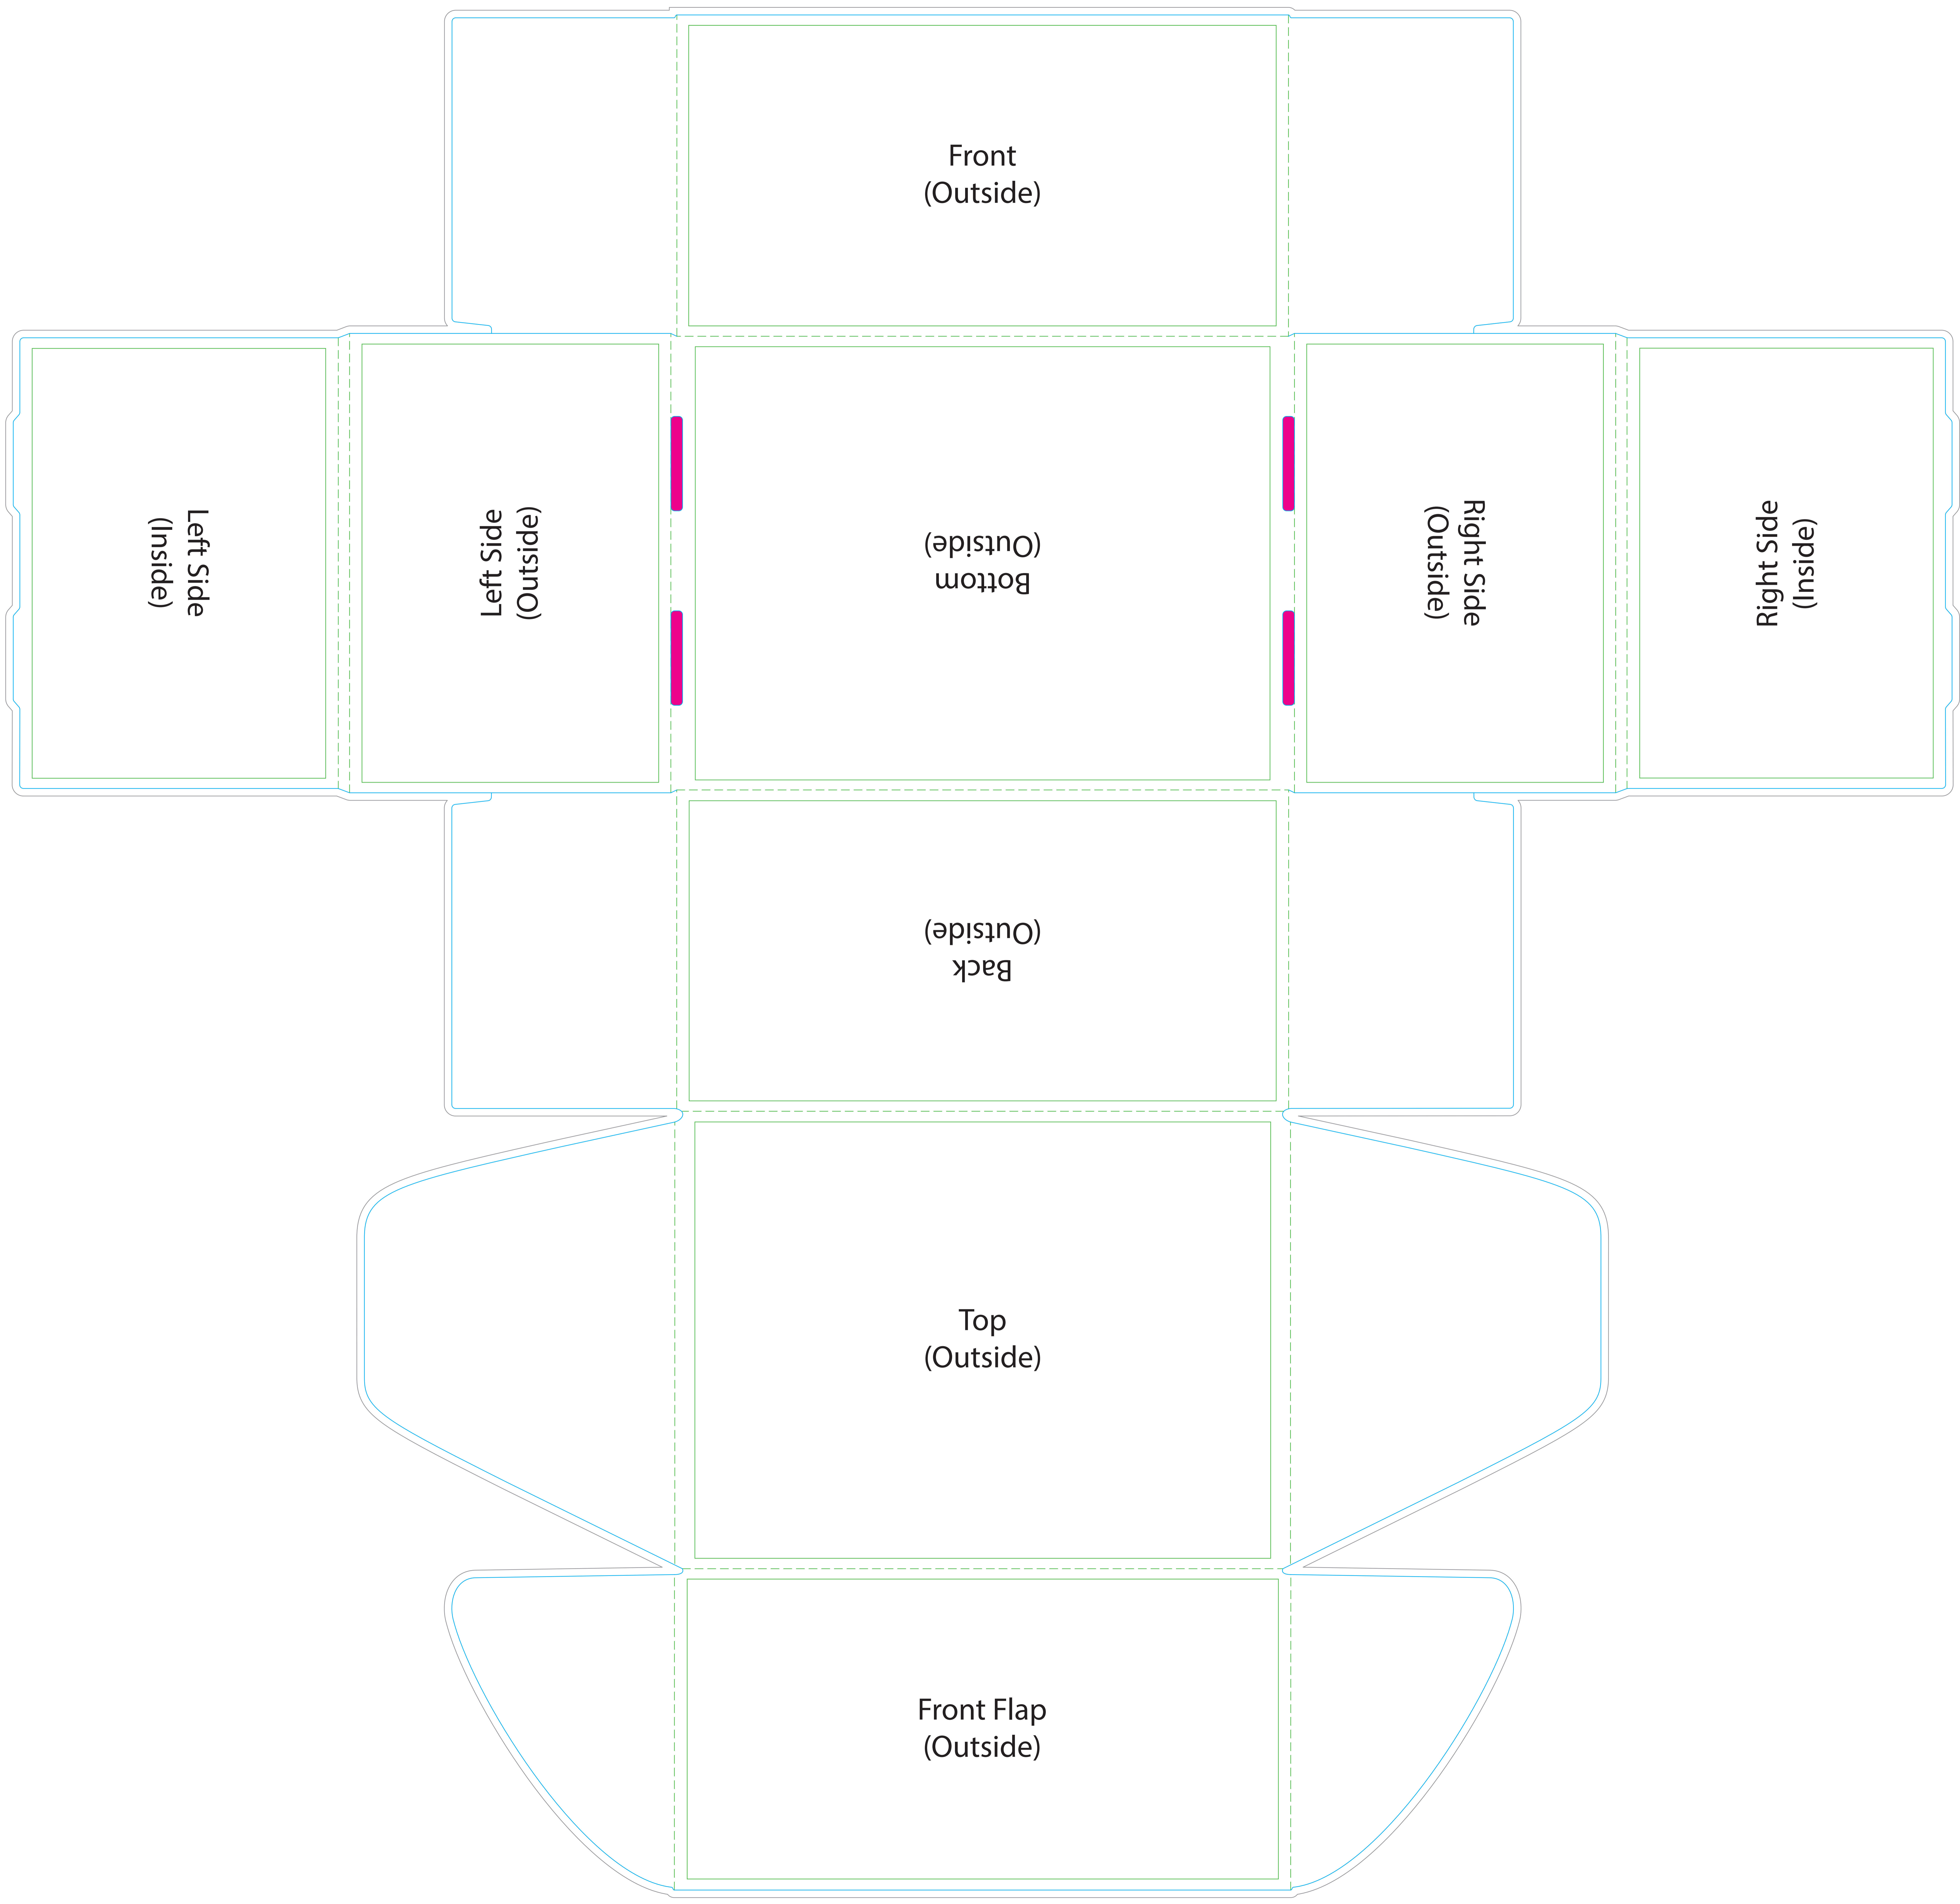 Front
(Outside)
Left Side
(Inside)
Left Side
(Outside)
Bottom
(Outside)
Right Side
(Outside)
Right Side
(Inside)
Back
(Outside)
Top
(Outside)
Front Flap
(Outside)